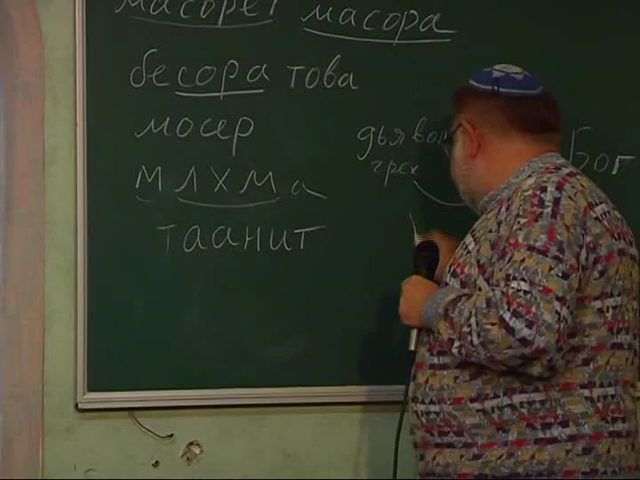 масорет масора
бесора това
мосер
млхма
таанит
дьявол
грех
Бог